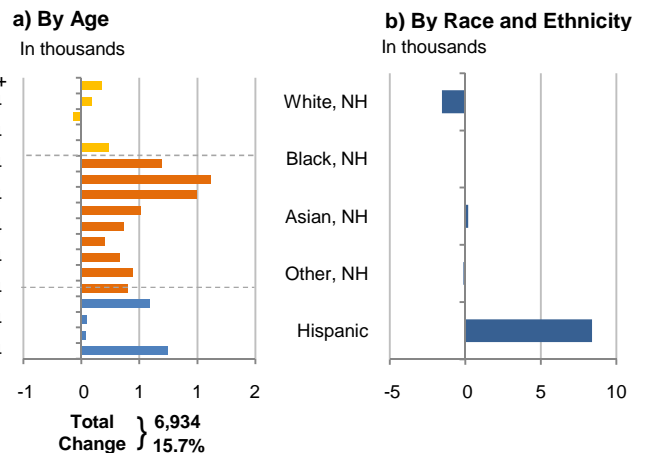 a) By Age
In thousands
+
-1 0 1 1 2
Total Change } 6,934 15.7%
b) By Race and Ethnicity
In thousands
White, NH
Black, NH
Asian, NH
Other, NH
Hispanic
-5 0 5 10